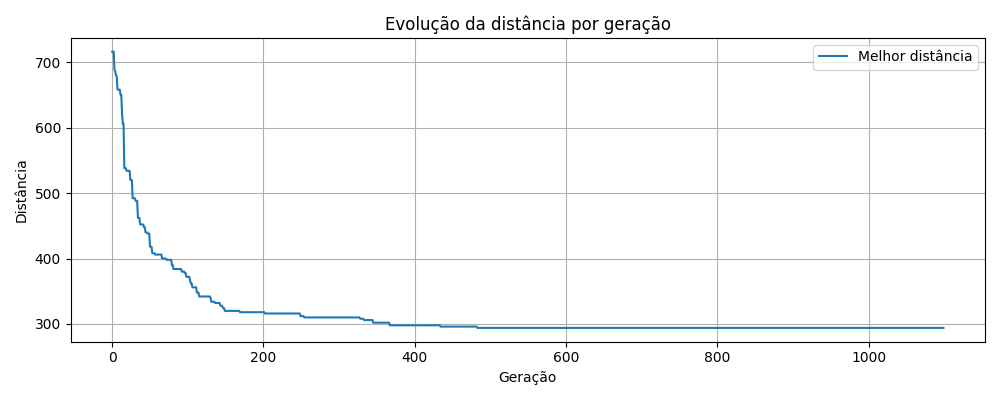 Evolução da distância por geração
Melhor distância
Distância
700
600
500
400
300
0 200 400 600 800 1000
Geração